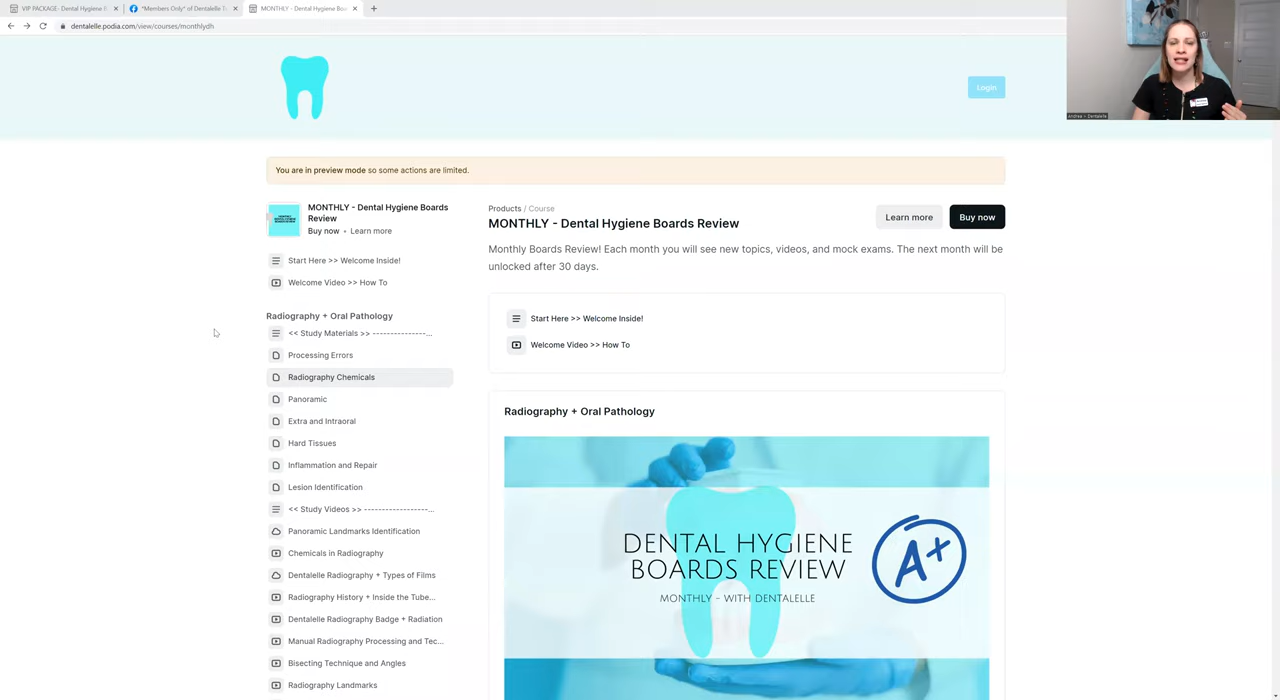 VIP PACKAGE- Dental Hygiene B
*Members Only* of Dentalelle T
MONTHLY - Dental Hygiene Boa
dentalelle.podia.com/view/courses/monthlydh
Login
Andrea + Dentalelle
You are in preview mode so some actions are limited.
MONTHLY - Dental Hygiene Boards
Review
Buy now • Learn more
Start Here >> Welcome Inside!
Welcome Video >> How To
Radiography + Oral Pathology
<< Study Materials >> ---------------...
Processing Errors
Radiography Chemicals
Panoramic
Extra and Intraoral
Hard Tissues
Inflammation and Repair
Lesion Identification
<< Study Videos >> ------------------...
Panoramic Landmarks Identification
Chemicals in Radiography
Dentalelle Radiography + Types of Films
Radiography History + Inside the Tube...
Dentalelle Radiography Badge + Radiation
Manual Radiography Processing and Tec...
Bisecting Technique and Angles
Radiography Landmarks
Products / Course
MONTHLY - Dental Hygiene Boards Review
Learn more
Buy now
Monthly Boards Review! Each month you will see new topics, videos, and mock exams. The next month will be
unlocked after 30 days.
Start Here >> Welcome Inside!
Welcome Video >> How To
Radiography + Oral Pathology
DENTAL HYGIENE
BOARDS REVIEW
MONTHLY - WITH DENTALELLE
A+